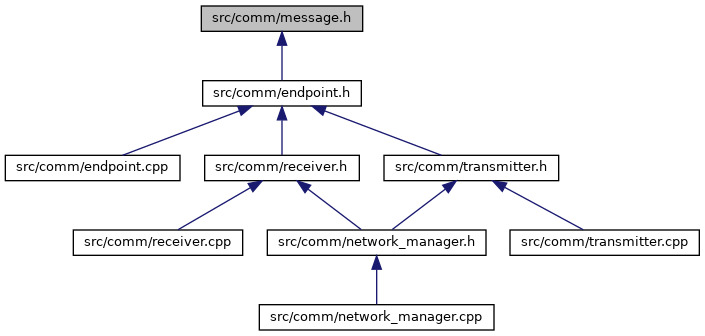 src/comm/message.h
src/comm/endpoint.h
src/comm/endpoint.cpp
src/comm/receiver.h
src/comm/transmitter.h
src/comm/receiver.cpp
src/comm/network_manager.h
src/comm/transmitter.cpp
src/comm/network_manager.cpp